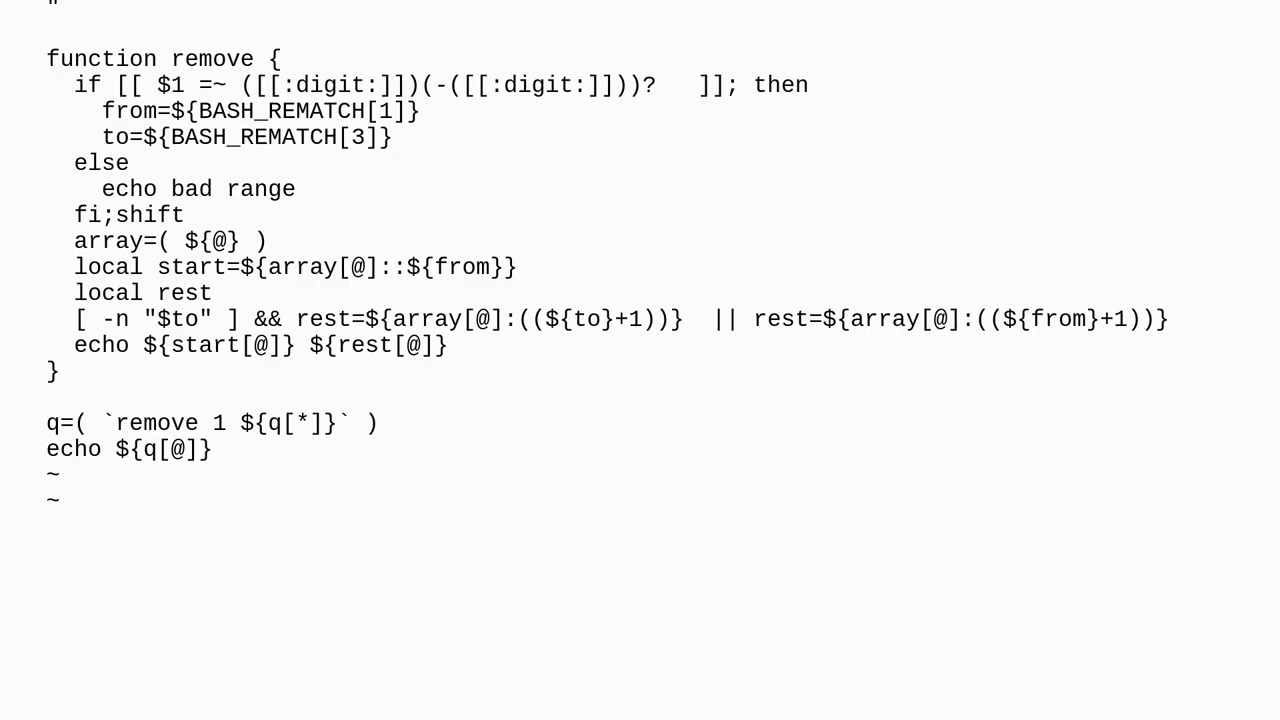 "
function remove {
  if [[ $1 =~ ([[:digit:]])(-([[:digit:]]))?   ]]; then
    from=${BASH_REMATCH[1]}
    to=${BASH_REMATCH[3]}
  else
    echo bad range
  fi;shift
  array=( ${@} )
  local start=${array[@]::${from}}
  local rest
  [ -n "$to" ] && rest=${array[@]:((${to}+1))}  || rest=${array[@]:((${from}+1))}
  echo ${start[@]} ${rest[@]}
}

q=( `remove 1 ${q[*]}` )
echo ${q[@]}
~
~